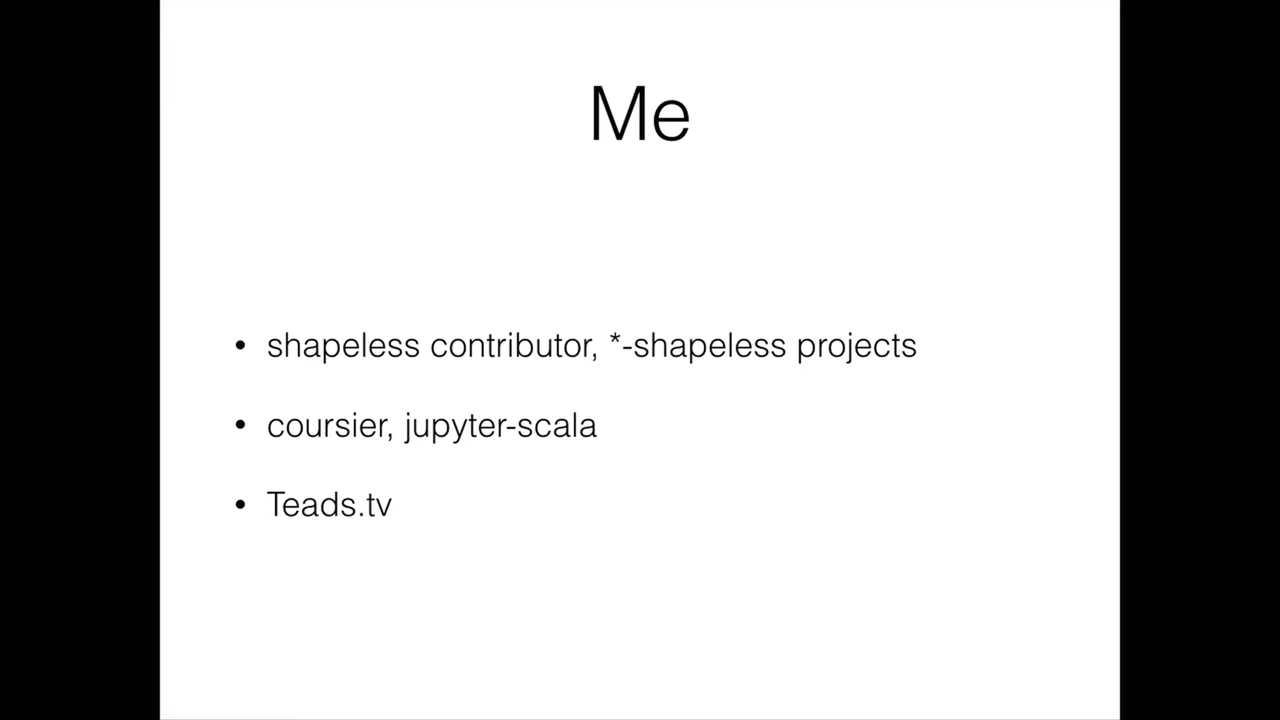 Me
• shapeless contributor, *-shapeless projects
• coursier, jupyter-scala
• Teads.tv